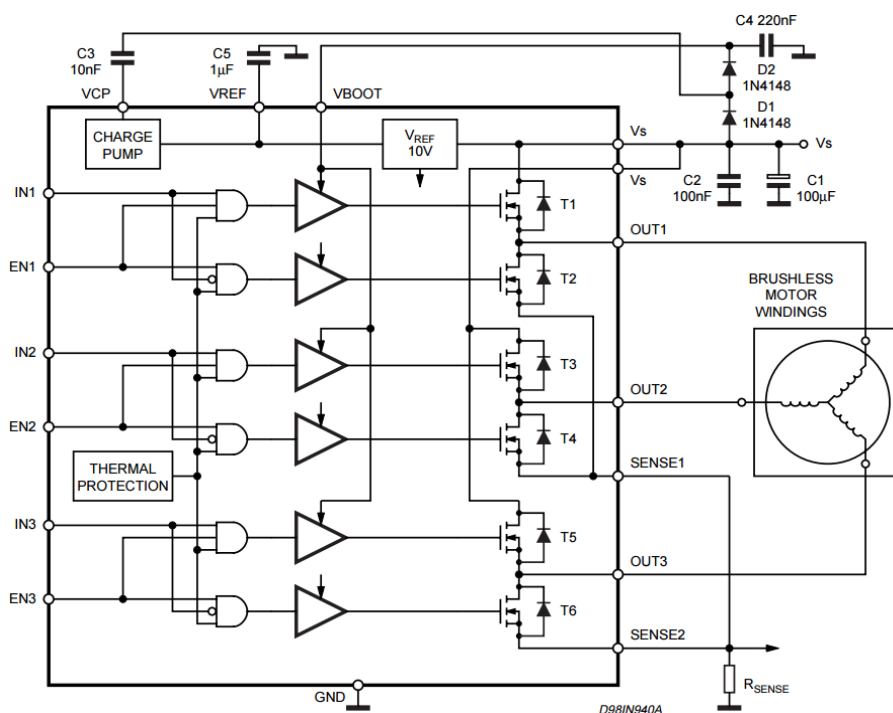 C4 220nF
C3
10nF
C5
1μF
D2
1N4148
VCP
VREF
VBOOT
D1
1N4148
CHARGE
PUMP
VREF
10V
Vs
Vs
Vs
C2
100nF
C1
100μF
IN1
T1
OUT1
EN1
T2
BRUSHLESS
MOTOR
WINDINGS
IN2
T3
OUT2
EN2
T4
SENSE1
THERMAL
PROTECTION
IN3
T5
OUT3
EN3
T6
SENSE2
GND
RSENSE
D98IN940A